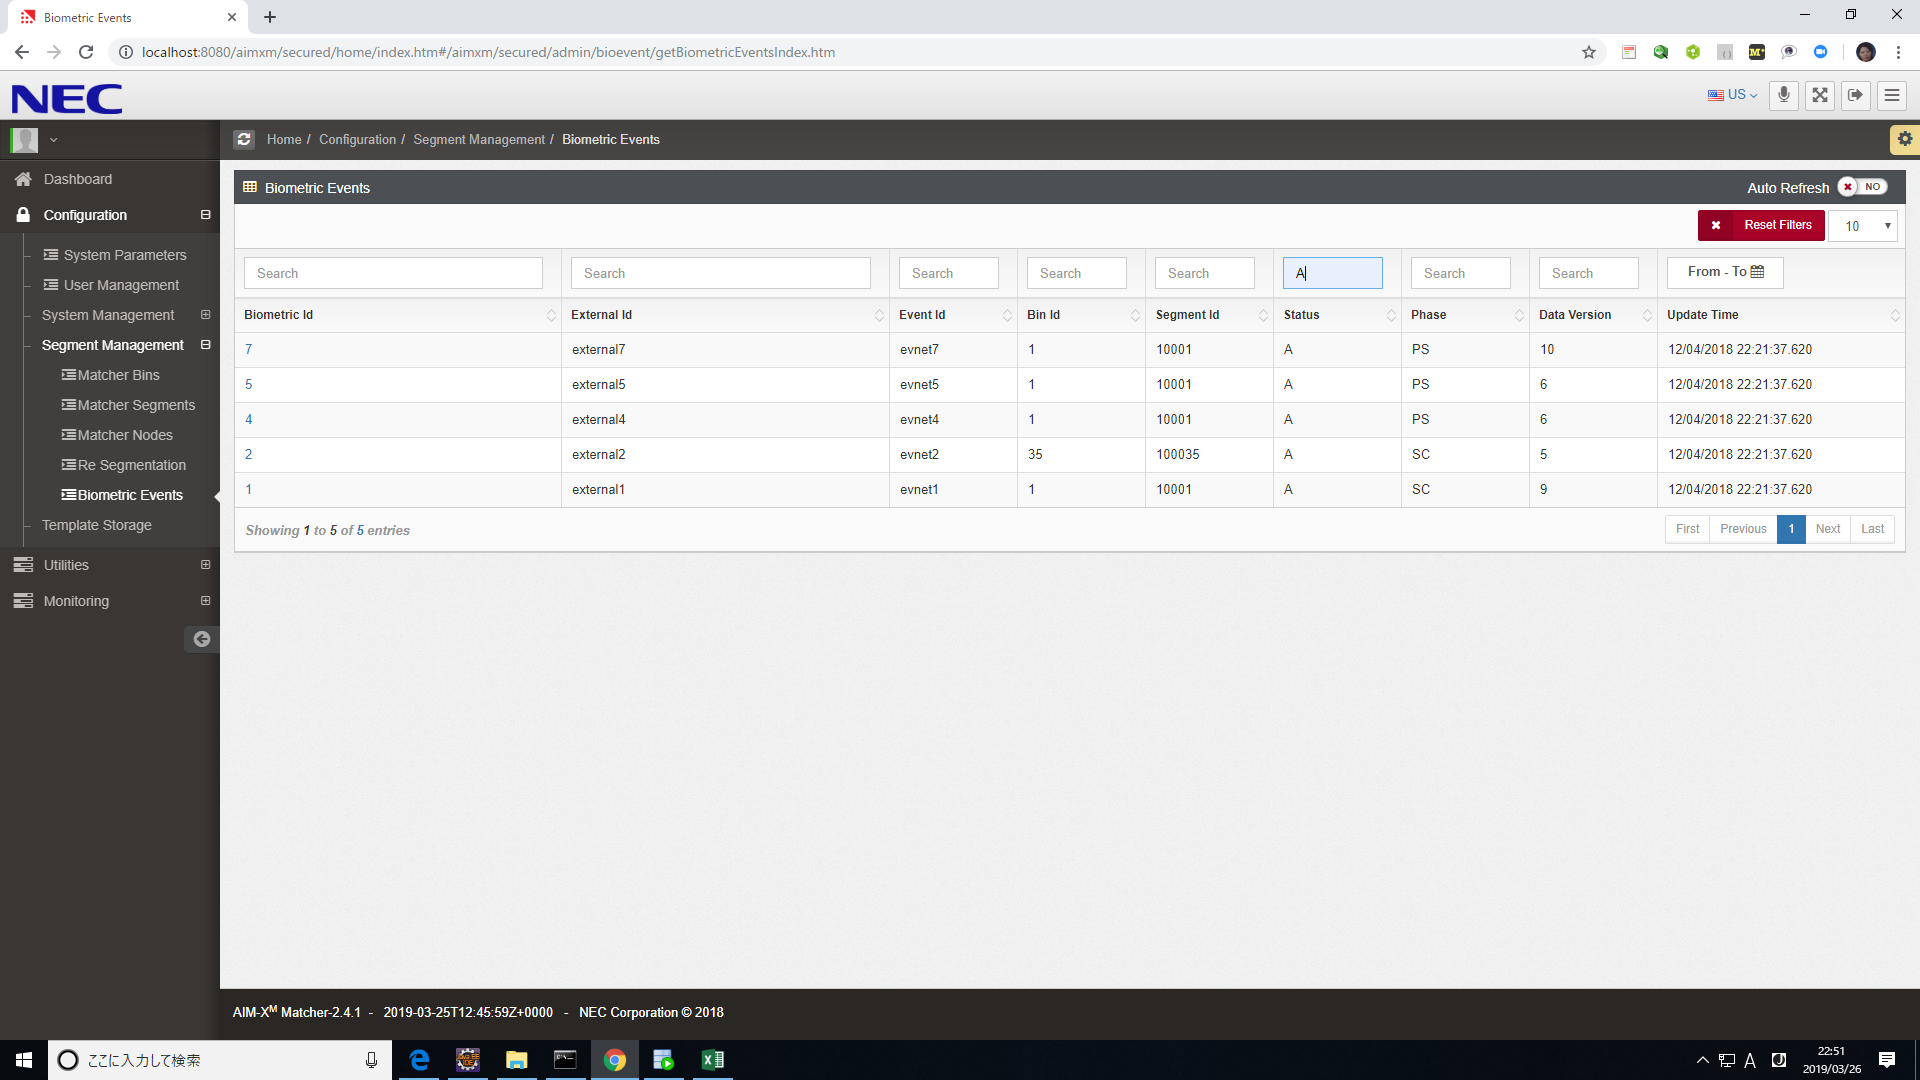 Biometric Events
localhost:8080/aimxm/secured/home/index.htm#/aimxm/secured/admin/bioevent/getBiometricEventsIndex.htm
NEC
US
Home / Configuration / Segment Management / Biometric Events
Dashboard
Configuration
System Parameters
User Management
System Management
Segment Management
Matcher Bins
Matcher Segments
Matcher Nodes
Re Segmentation
Biometric Events
Template Storage
Utilities
Monitoring
Biometric Events
Auto Refresh NO
Reset Filters 10
Search Search Search Search Search A Search Search From - To
Biometric Id External Id Event Id Bin Id Segment Id Status Phase Data Version Update Time
7 external7 evnet7 1 10001 A PS 10 12/04/2018 22:21:37.620
5 external5 evnet5 1 10001 A PS 6 12/04/2018 22:21:37.620
4 external4 evnet4 1 10001 A PS 6 12/04/2018 22:21:37.620
2 external2 evnet2 35 100035 A SC 5 12/04/2018 22:21:37.620
1 external1 evnet1 1 10001 A SC 9 12/04/2018 22:21:37.620
Showing 1 to 5 of 5 entries
First Previous 1 Next Last
AIM-XM Matcher-2.4.1 - 2019-03-25T12:45:59Z+0000 - NEC Corporation © 2018
ここに入力して検索
A
22:51
2019/03/26